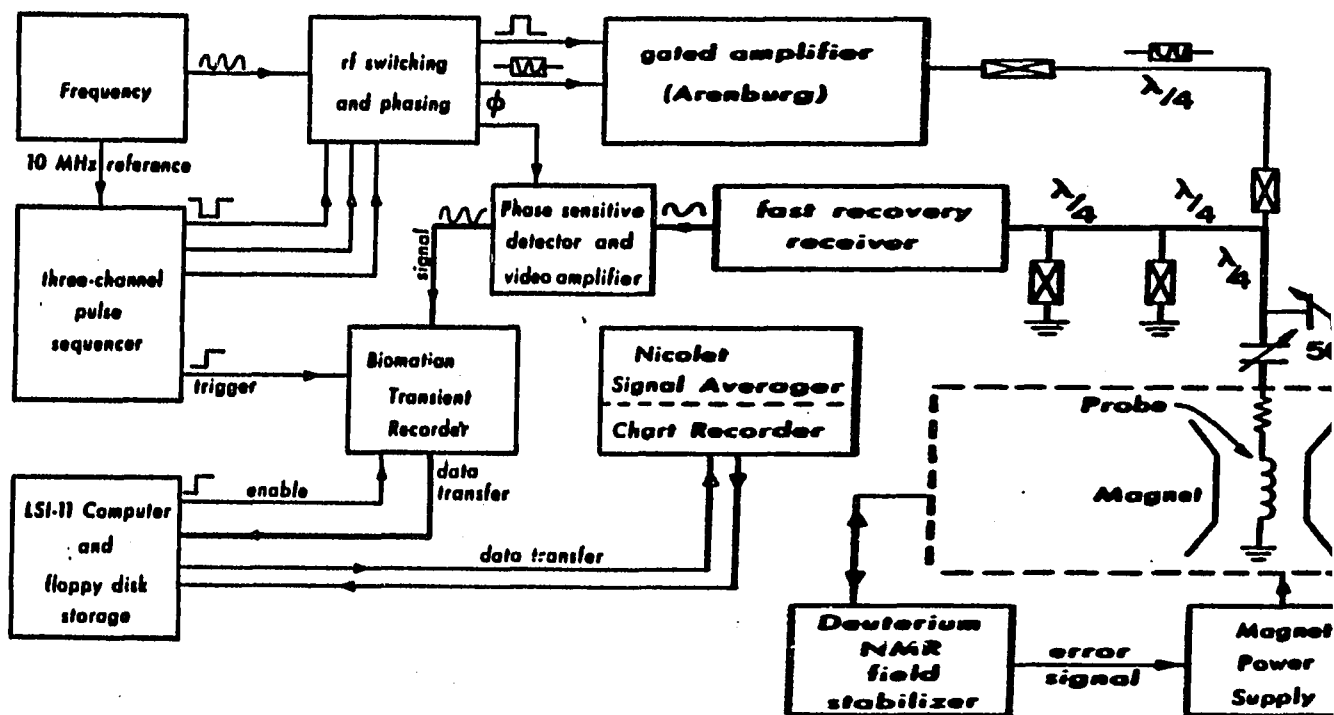 Frequency
10 MHz reference
rf switching
and phasing
ϕ
gated amplifier
(Arenburg)
λ/4
three-channel
pulse
sequencer
trigger
signal
Phase sensitive
detector and
video amplifier
fast recovery
receiver
λ/4
λ/4
λ/4
Biomation
Transient
Recorder
Nicolet
Signal Averager
Chart Recorder
Probe
Magnet
LSI-11 Computer
and
floppy disk
storage
enable
data
transfer
data transfer
Deuterium
NMR
field
stabilizer
error
signal
Magnet
Power
Supply